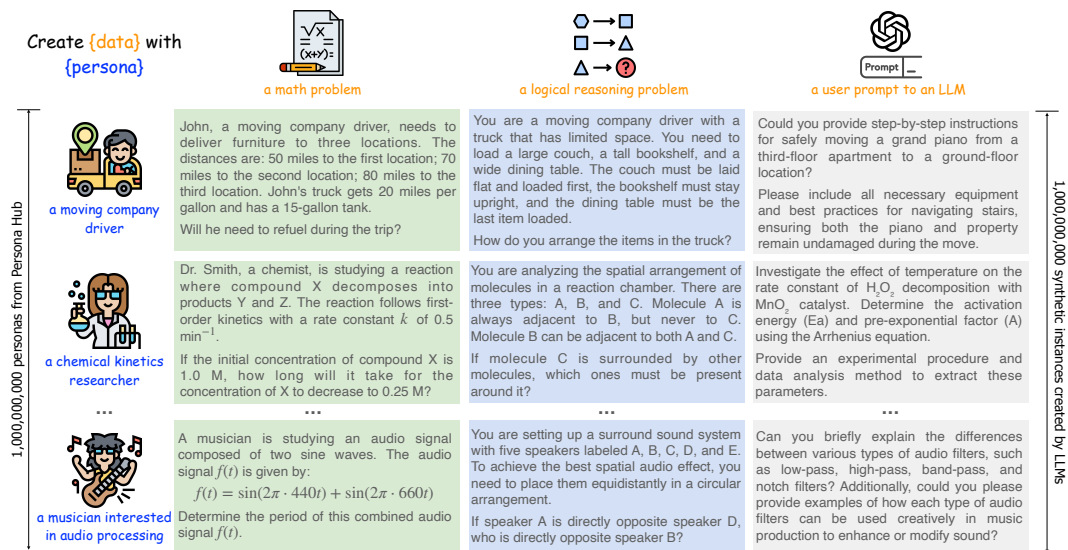 Create {data} with
{persona}
√x
(x+y)=
a math problem
?
a logical reasoning problem
Prompt
a user prompt to an LLM
1,000,000,000 personas from Persona Hub
a moving company
driver
John, a moving company driver, needs to
deliver furniture to three locations. The
distances are: 50 miles to the first location; 70
miles to the second location; 80 miles to the
third location. John's truck gets 20 miles per
gallon and has a 15-gallon tank.
Will he need to refuel during the trip?
You are a moving company driver with a
truck that has limited space. You need to
load a large couch, a tall bookshelf, and a
wide dining table. The couch must be laid
flat and loaded first, the bookshelf must stay
upright, and the dining table must be the
last item loaded.
How do you arrange the items in the truck?
Could you provide step-by-step instructions
for safely moving a grand piano from a
third-floor apartment to a ground-floor
location?
Please include all necessary equipment
and best practices for navigating stairs,
ensuring both the piano and property
remain undamaged during the move.
a chemical kinetics
researcher
Dr. Smith, a chemist, is studying a reaction
where compound X decomposes into
products Y and Z. The reaction follows first-
order kinetics with a rate constant k of 0.5
min⁻¹.
If the initial concentration of compound X is
1.0 M, how long will it take for the
concentration of X to decrease to 0.25 M?
You are analyzing the spatial arrangement of
molecules in a reaction chamber. There are
three types: A, B, and C. Molecule A is
always adjacent to B, but never to C.
Molecule B can be adjacent to both A and C.
If molecule C is surrounded by other
molecules, which ones must be present
around it?
Investigate the effect of temperature on the
rate constant of H₂O₂ decomposition with
MnO₂ catalyst. Determine the activation
energy (Ea) and pre-exponential factor (A)
using the Arrhenius equation.
Provide an experimental procedure and
data analysis method to extract these
parameters.
...
...
...
...
a musician interested
in audio processing
A musician is studying an audio signal
composed of two sine waves. The audio
signal f(t) is given by:
f(t) = sin(2π · 440t) + sin(2π · 660t)
Determine the period of this combined audio
signal f(t).
You are setting up a surround sound system
with five speakers labeled A, B, C, D, and E.
To achieve the best spatial audio effect, you
need to place them equidistantly in a circular
arrangement.
If speaker A is directly opposite speaker D,
who is directly opposite speaker B?
Can you briefly explain the differences
between various types of audio filters, such
as low-pass, high-pass, band-pass, and
notch filters? Additionally, could you please
provide examples of how each type of audio
filters can be used creatively in music
production to enhance or modify sound?
1,000,000,000 synthetic instances created by LLMs